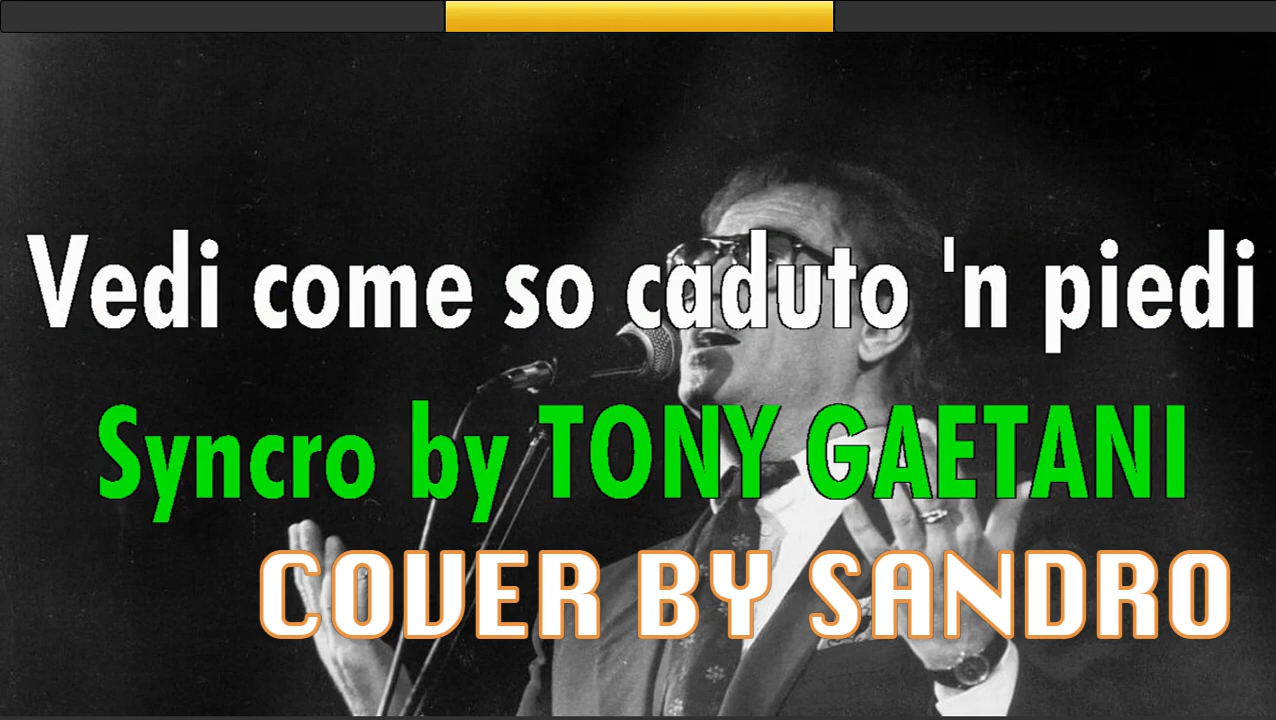 Vedi come so caduto 'n piedi
Syncro by TONY GAETANI
COVER BY SANDRO